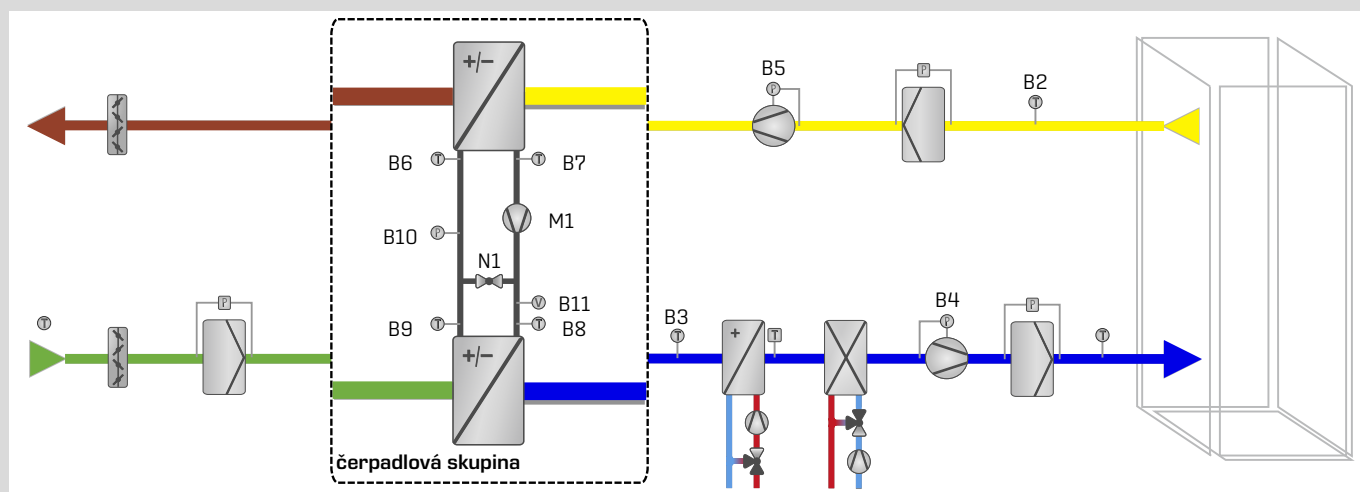 +/–
P
B5
P
B2
T
B6
T
T
B7
B10
P
M1
N1
V
B11
B9
T
T
B8
T
P
+/–
B3
T
+
T
B4
P
P
T
čerpadlová skupina